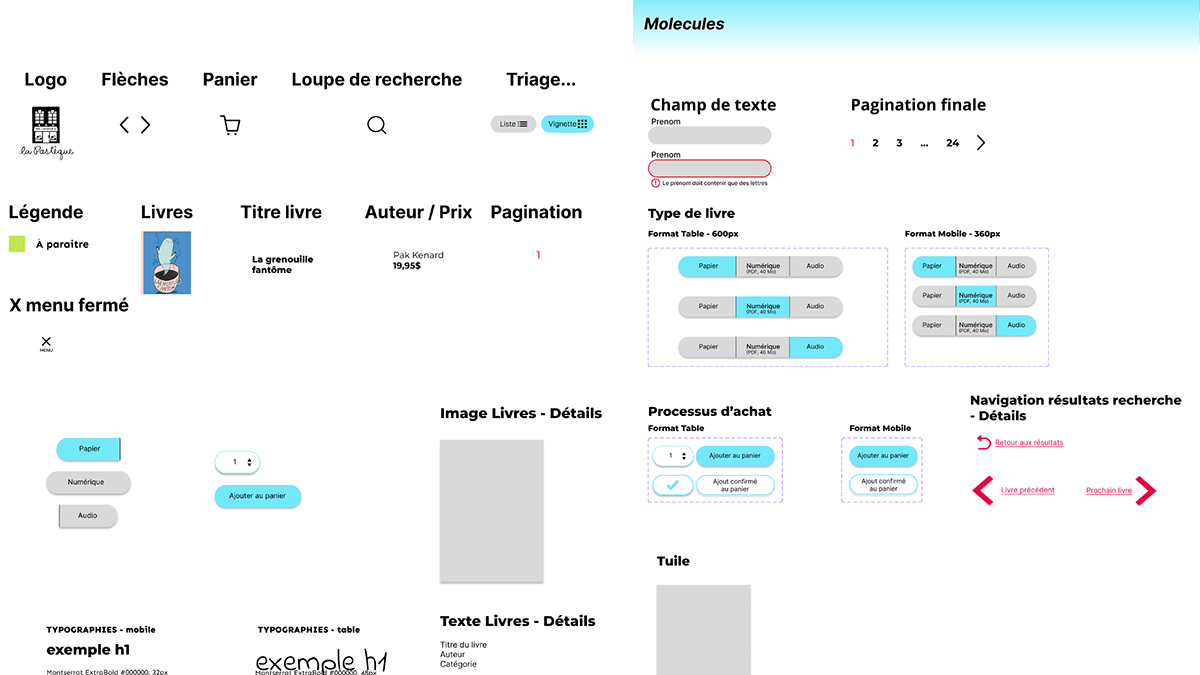 Logo
Flèches
Panier
Loupe de recherche
Triage...
la Pastèque
Liste
Vignette
Légende
Livres
Titre livre
Auteur / Prix
Pagination
À paraitre
La grenouille
fantôme
Pak Kenard
19,95$
1
X menu fermé
MENU
Papier
Numérique
Audio
1
Ajouter au panier
Image Livres - Détails
Texte Livres - Détails
Titre du livre
Auteur
Catégorie
TYPOGRAPHIES - mobile
exemple h1
Montserrat ExtraBold #000000, 32px
TYPOGRAPHIES - table
exemple h1
Montserrat ExtraBold #000000, 48px
Molecules
Champ de texte
Prenom
Prenom
Le prenom doit contenir que des lettres
Pagination finale
1 2 3 ... 24
Type de livre
Format Table - 600px
Papier
Numérique
(PDF, 40 Mo)
Audio
Papier
Numérique
(PDF, 40 Mo)
Audio
Papier
Numérique
(PDF, 40 Mo)
Audio
Format Mobile - 360px
Papier
Numérique
(PDF, 40 Mo)
Audio
Papier
Numérique
(PDF, 40 Mo)
Audio
Papier
Numérique
(PDF, 40 Mo)
Audio
Processus d'achat
Format Table
1
Ajouter au panier
Ajout confirmé
au panier
Format Mobile
Ajouter au panier
Ajout confirmé
au panier
Navigation résultats recherche
- Détails
Retour aux résultats
Livre précédent
Prochain livre
Tuile